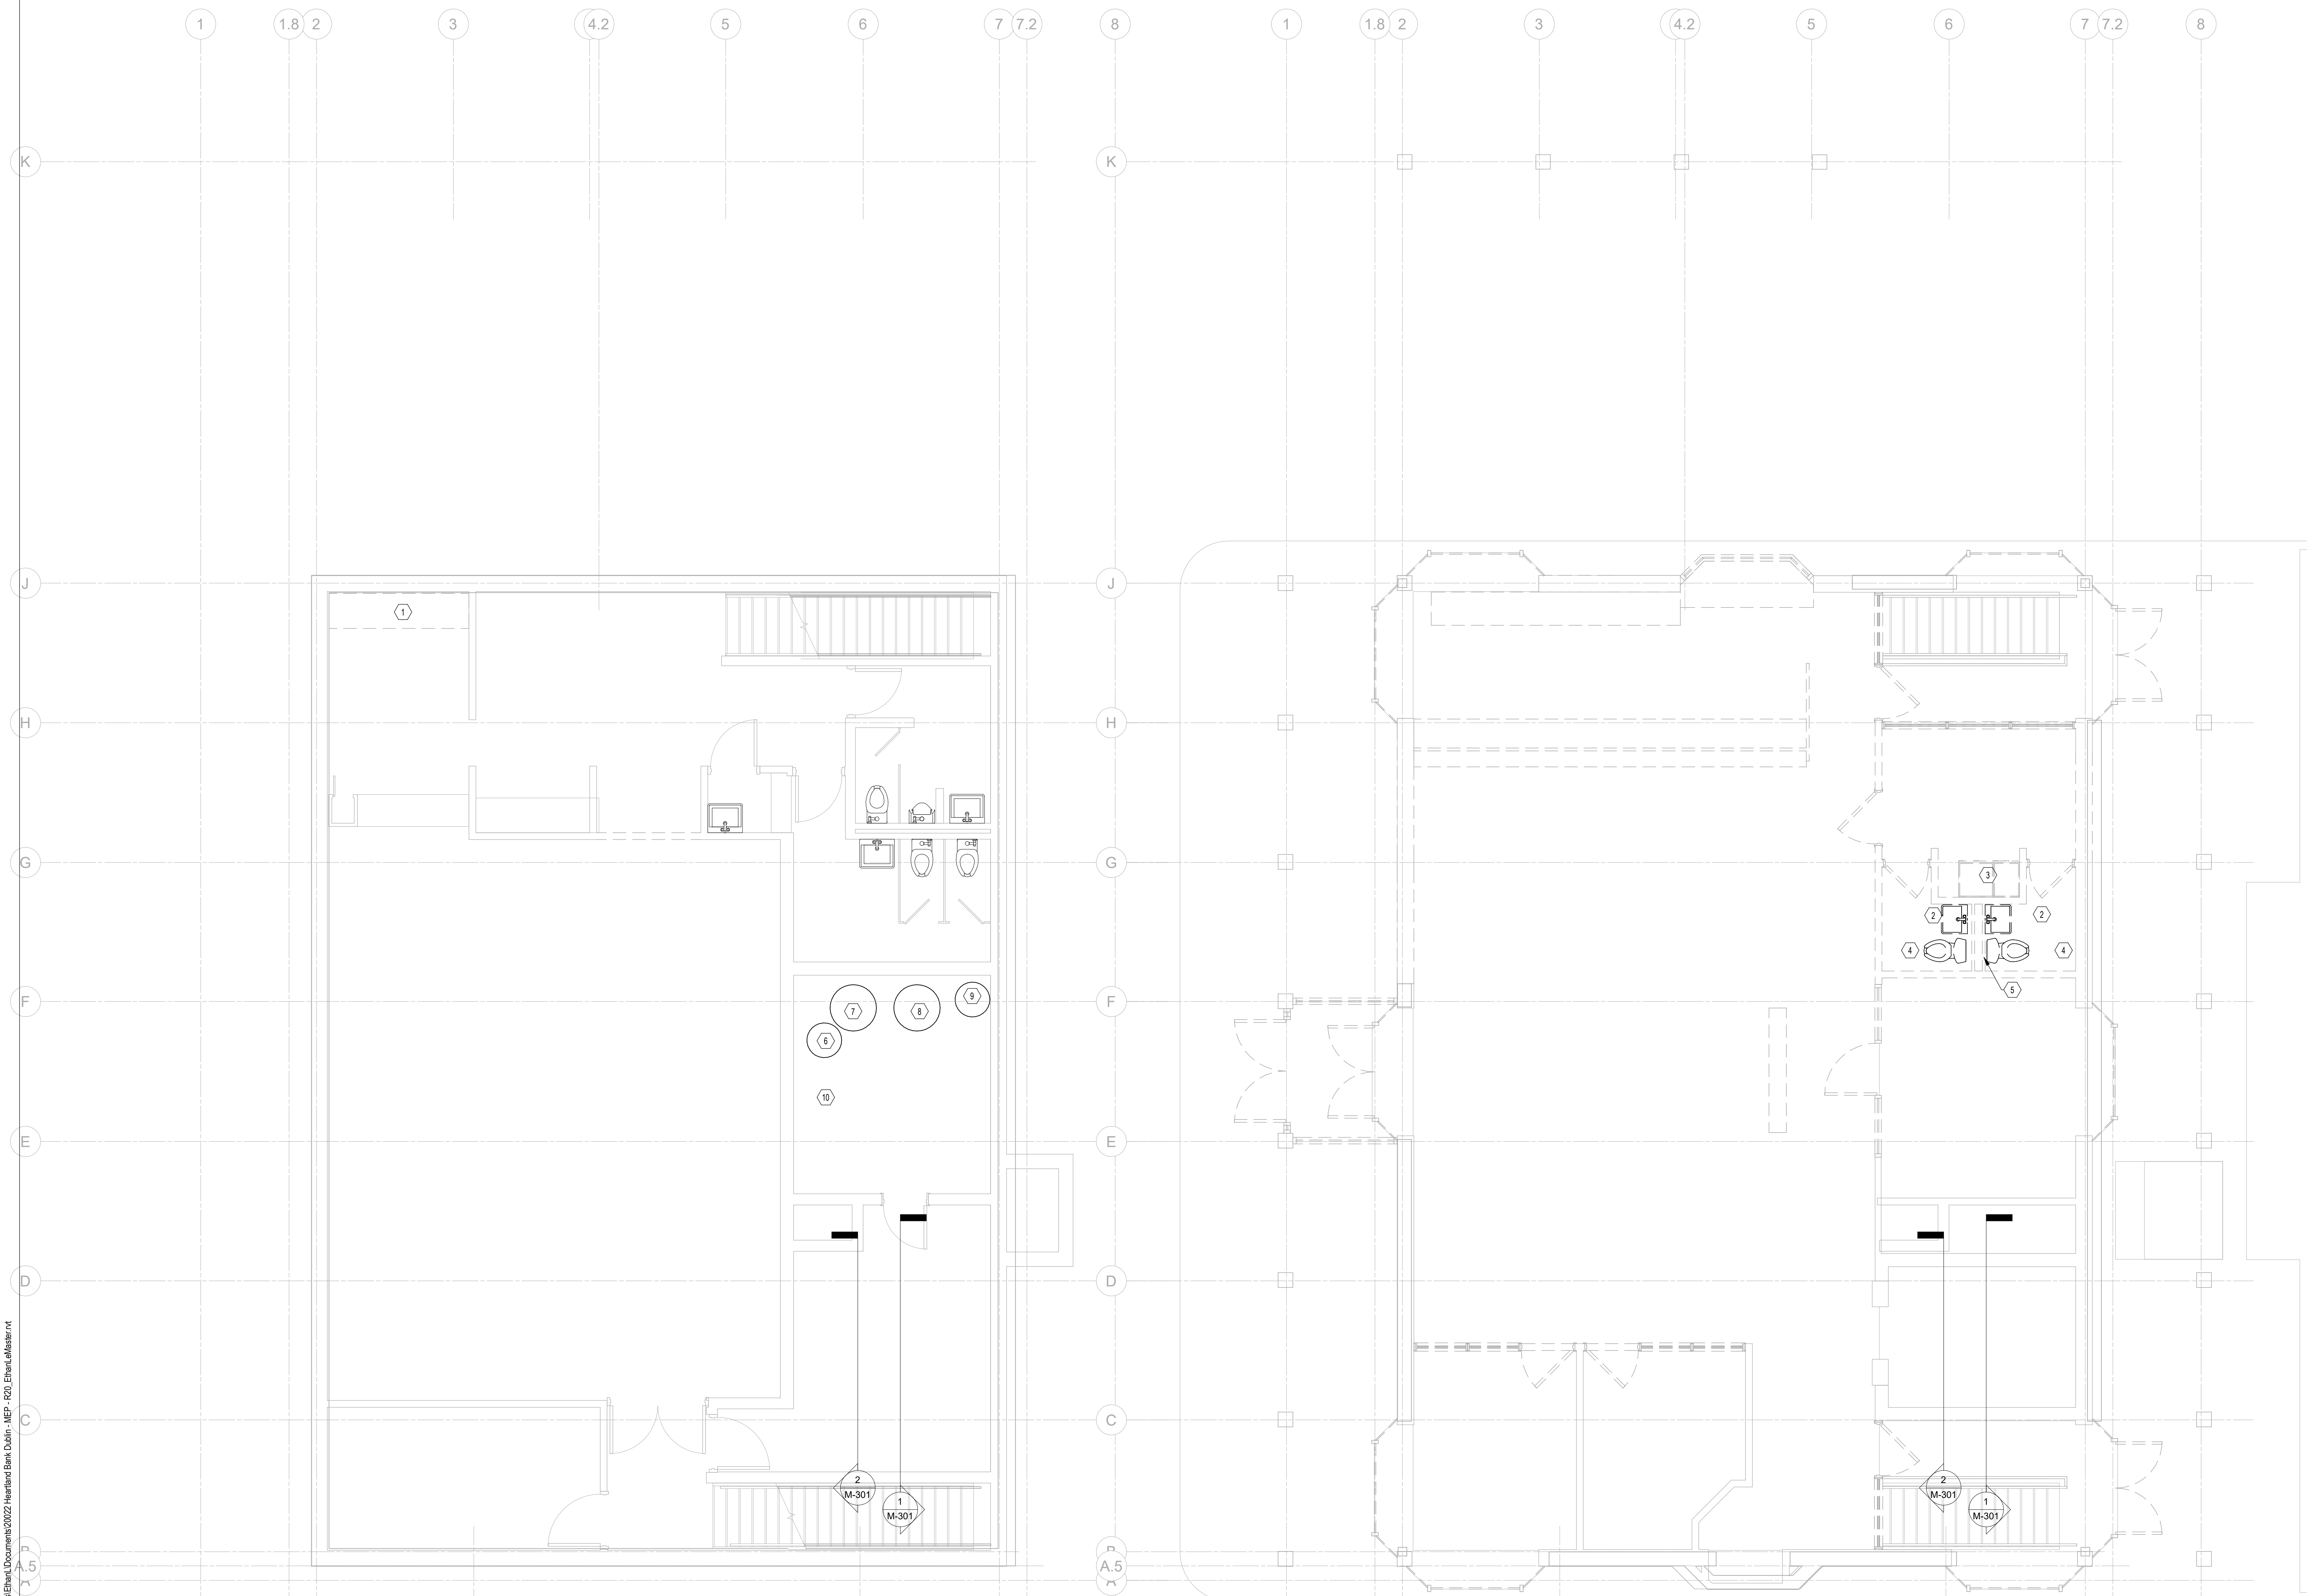 1 1.8 2 3 4.2 5 6 7 7.2 8 1 1.8 2 3 4.2 5 6 7 7.2 8
K K
J J
1
H H
G G
3
2 2
4 4
F F
5
9
7 8
6
10
E E
D D
C C
2
M-301
1
M-301
2
M-301
1
M-301
A.5 A.5
\EthanL\Documents\20022 Heartland Bank Dublin - MEP - R20_EthanLeMaster.rvt